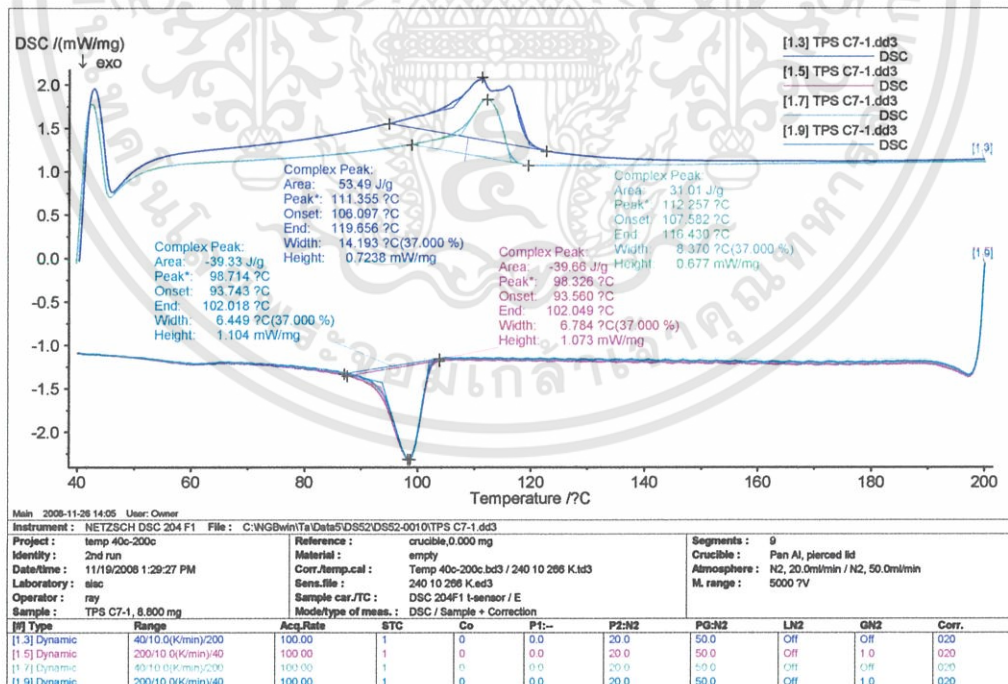 DSC /(mW/mg)
↓ exo
[1.3] TPS C7-1.dd3
DSC
[1.5] TPS C7-1.dd3
DSC
[1.7] TPS C7-1.dd3
DSC
[1.9] TPS C7-1.dd3
DSC
2.0
1.5
1.0
0.5
0.0
-0.5
-1.0
-1.5
-2.0
[1.3]
[1.5]
Complex Peak:
Area: 53.49 J/g
Peak*: 111.355 ?C
Onset: 106.097 ?C
End: 119.656 ?C
Width: 14.193 ?C(37.000 %)
Height: 0.7238 mW/mg
Complex Peak:
Area: 31.01 J/g
Peak*: 112.257 ?C
Onset: 107.582 ?C
End: 116.430 ?C
Width: 8.370 ?C(37.000 %)
Height: 0.677 mW/mg
Complex Peak:
Area: -39.33 J/g
Peak*: 98.714 ?C
Onset: 93.743 ?C
End: 102.018 ?C
Width: 6.449 ?C(37.000 %)
Height: 1.104 mW/mg
Complex Peak:
Area: -39.66 J/g
Peak*: 98.326 ?C
Onset: 93.560 ?C
End: 102.049 ?C
Width: 6.784 ?C(37.000 %)
Height: 1.073 mW/mg
40 60 80 100 120 140 160 180 200
Temperature /?C
Main 2008-11-26 14:05 User: Owner
Instrument : NETZSCH DSC 204 F1 File : C:\NGBwin\Ta\Data5\DS52\DS52-0010\TPS C7-1.dd3
Project : temp 40c-200c Reference : crucible,0.000 mg Segments : 9
Identity : 2nd run Material : empty Crucible : Pan Al, pierced lid
Date/time : 11/19/2008 1:29:27 PM Corr./temp.cal : Temp 40c-200c.bd3 / 240 10 266 K.td3 Atmosphere : N2, 20.0ml/min / N2, 50.0ml/min
Laboratory : sisc Sens.file : 240 10 266 K.ed3 M. range : 5000 ?V
Operator : ray Sample car./TC : DSC 204F1 t-sensor / E
Sample : TPS C7-1, 8.600 mg Mode/type of meas. : DSC / Sample + Correction
[#] Type Range Acq.Rate STC Co P1:-- P2:N2 PG:N2 LN2 GN2 Corr.
[1.3] Dynamic 40/10.0(K/min)/200 100.00 1 0 0.0 20.0 50.0 Off Off 020
[1.5] Dynamic 200/10.0(K/min)/40 100.00 1 0 0.0 20.0 50.0 Off 1.0 020
[1.7] Dynamic 40/10.0(K/min)/200 100.00 1 0 0.0 20.0 50.0 Off Off 020
[1.9] Dynamic 200/10.0(K/min)/40 100.00 1 0 0.0 20.0 50.0 Off 1.0 020